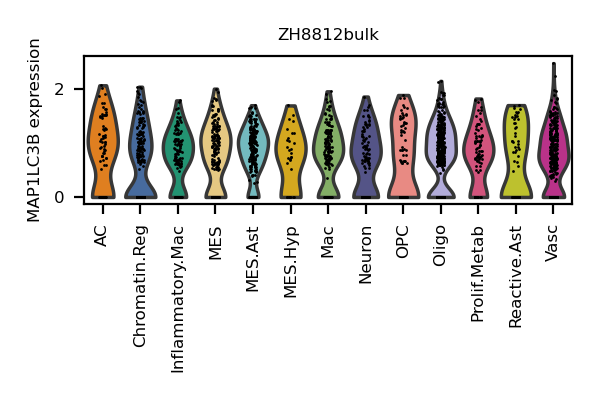 ZH8812bulk
MAP1LC3B expression
2
0
AC
Chromatin.Reg
Inflammatory.Mac
MES
MES.Ast
MES.Hyp
Mac
Neuron
OPC
Oligo
Prolif.Metab
Reactive.Ast
Vasc